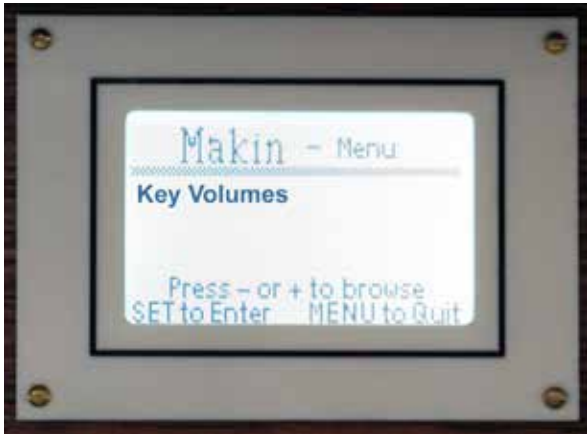 Makin - Menu
Key Volumes
Press - or + to browse
SET to Enter MENU to Quit